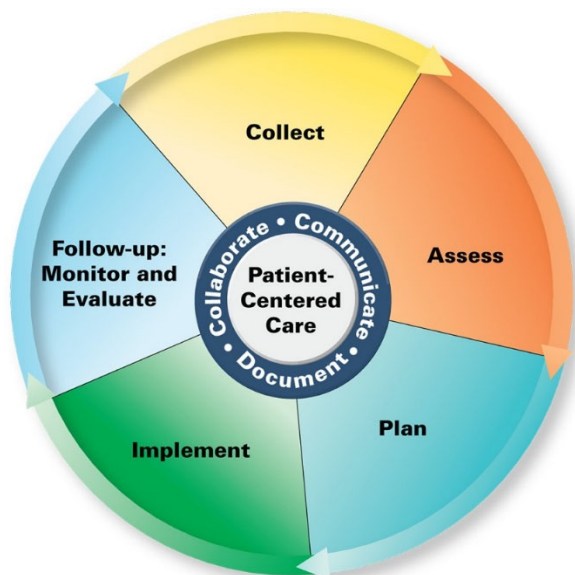 Collect
Assess
Plan
Implement
Follow-up:
Monitor and
Evaluate
Collaborate • Communicate • Document •
Patient-
Centered
Care